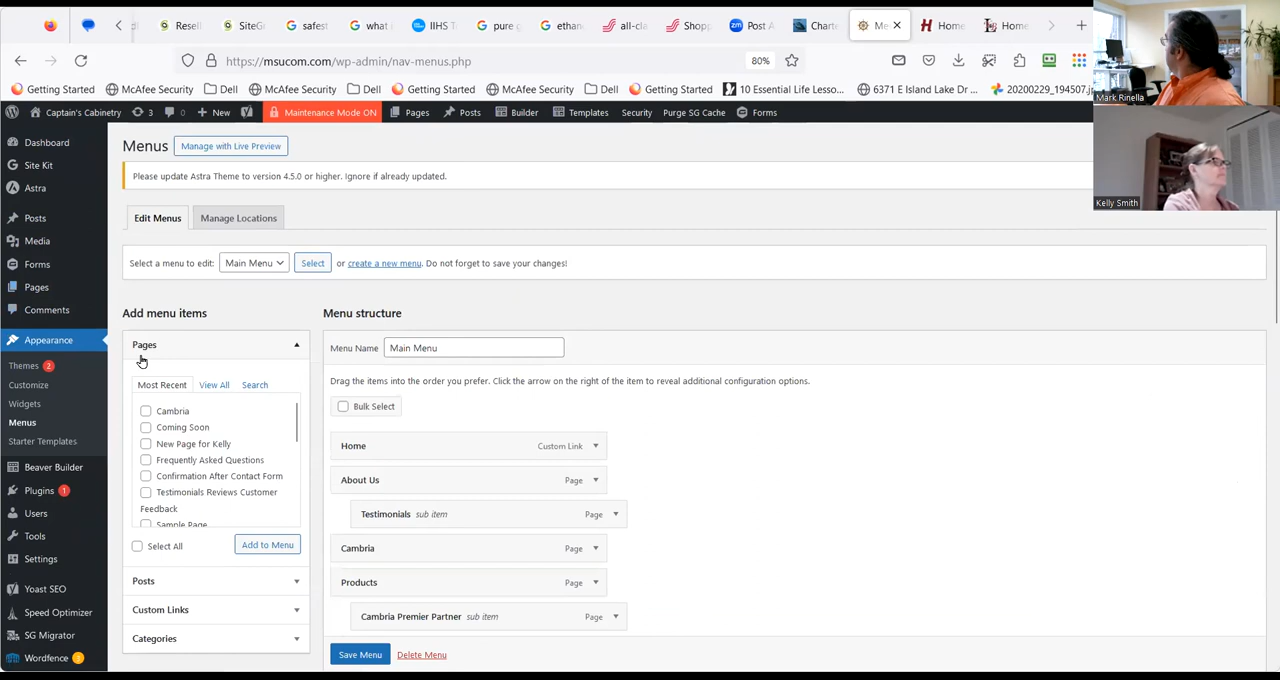 Resell
SiteG
safest
what
IIHS T
pure g
ethan
all-cla
Shopp
zm Post A
Charte
Me
Home
Home
https://msucom.com/wp-admin/nav-menus.php
80%
Getting Started
McAfee Security
Dell
Getting Started
McAfee Security
Dell
Getting Started
McAfee Security
Dell
Getting Started
10 Essential Life Lesso...
6371 E Island Lake Dr ...
20200229_194507.jp
Mark Rinella
Captain's Cabinetry
3
0
New
Maintenance Mode ON
Pages
Posts
Builder
Templates
Security
Purge SG Cache
Forms
Dashboard
Site Kit
Astra
Posts
Media
Forms
Pages
Comments
Appearance
Themes 2
Customize
Widgets
Menus
Starter Templates
Beaver Builder
Plugins 1
Users
Tools
Settings
Yoast SEO
Speed Optimizer
SG Migrator
Wordfence 1
Menus
Manage with Live Preview
Please update Astra Theme to version 4.5.0 or higher. Ignore if already updated.
Kelly Smith
Edit Menus
Manage Locations
Select a menu to edit: Main Menu Select or create a new menu. Do not forget to save your changes!
Add menu items
Pages
Most Recent
View All
Search
Cambria
Coming Soon
New Page for Kelly
Frequently Asked Questions
Confirmation After Contact Form
Testimonials Reviews Customer
Feedback
Sample Page
Select All
Add to Menu
Posts
Custom Links
Categories
Menu structure
Menu Name Main Menu
Drag the items into the order you prefer. Click the arrow on the right of the item to reveal additional configuration options.
Bulk Select
Home Custom Link
About Us Page
Testimonials sub item Page
Cambria Page
Products Page
Cambria Premier Partner sub item Page
Save Menu
Delete Menu